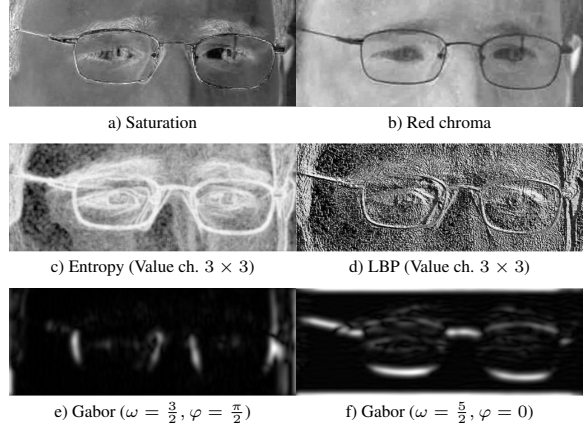 a) Saturation
b) Red chroma
c) Entropy (Value ch. 3 × 3)
d) LBP (Value ch. 3 × 3)
e) Gabor (ω = 3/2, φ = π/2)
f) Gabor (ω = 5/2, φ = 0)